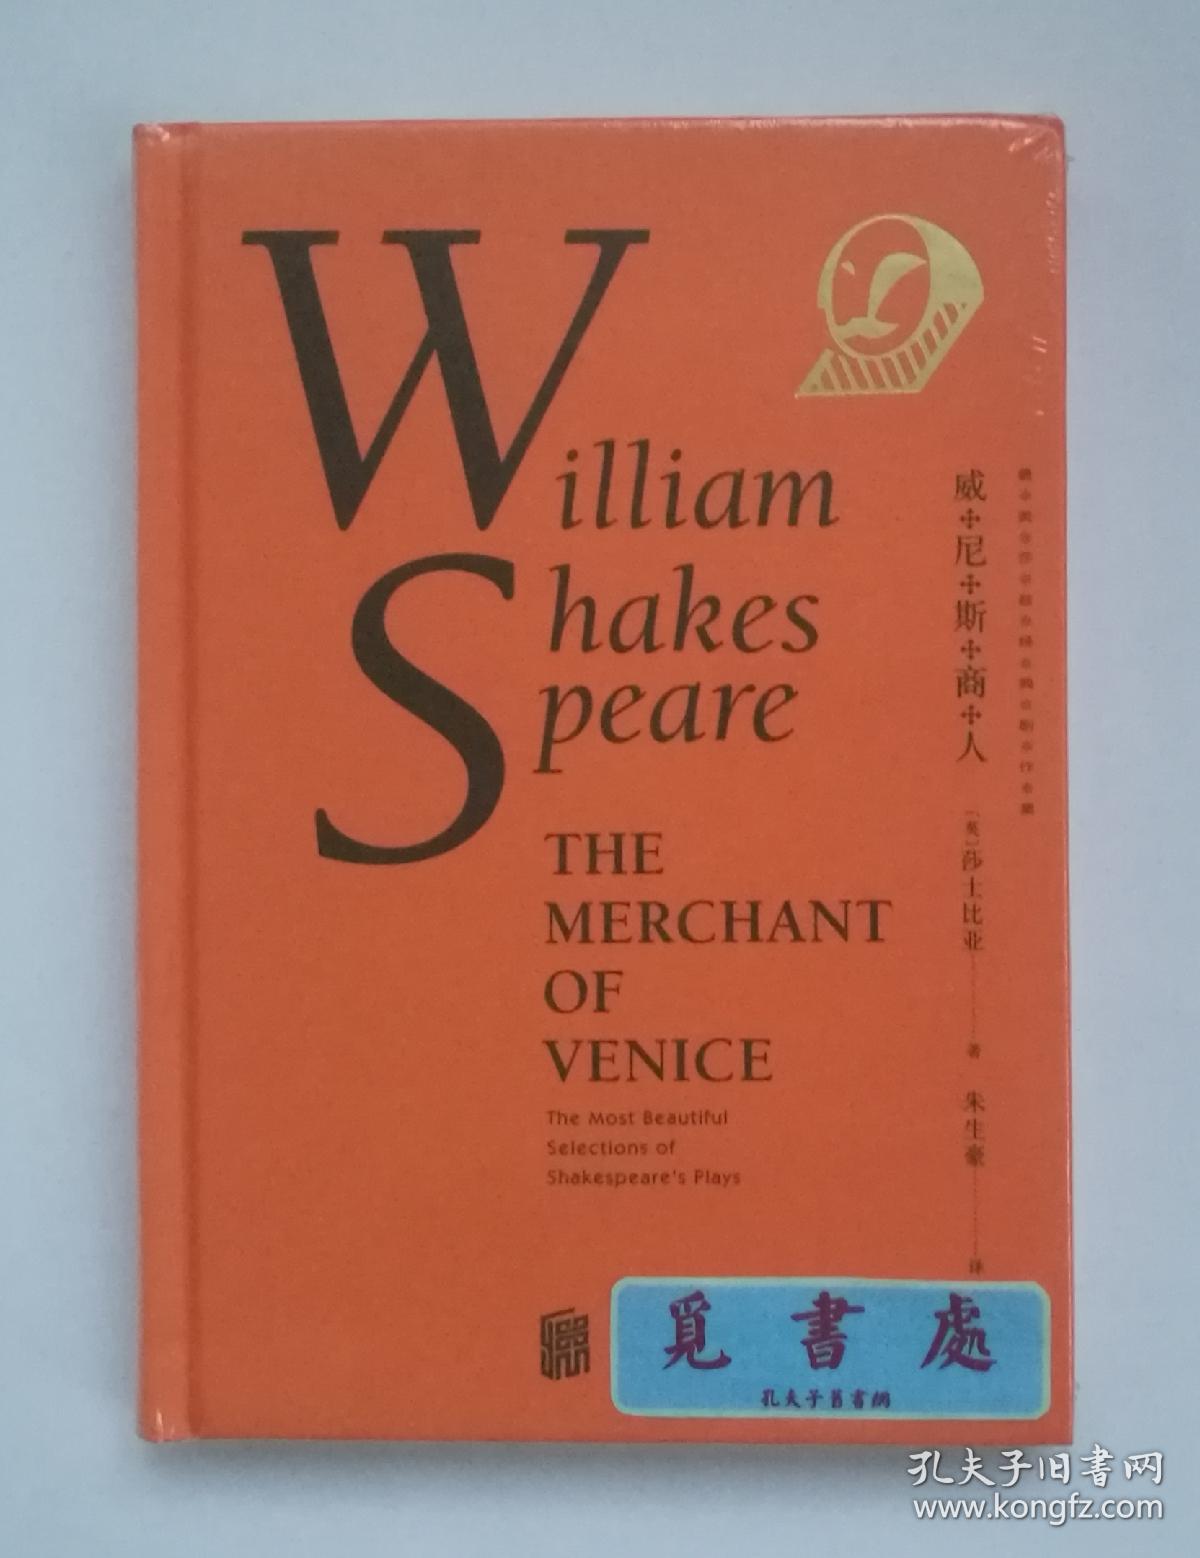 William
Shakes
peare
THE
MERCHANT
OF
VENICE
The Most Beautiful
Selections of
Shakespeare's Plays
威尼斯商人
[英]莎士比亚 著 朱生豪 译
覓書處
孔夫子舊書網
孔夫子旧书网
www.kongfz.com